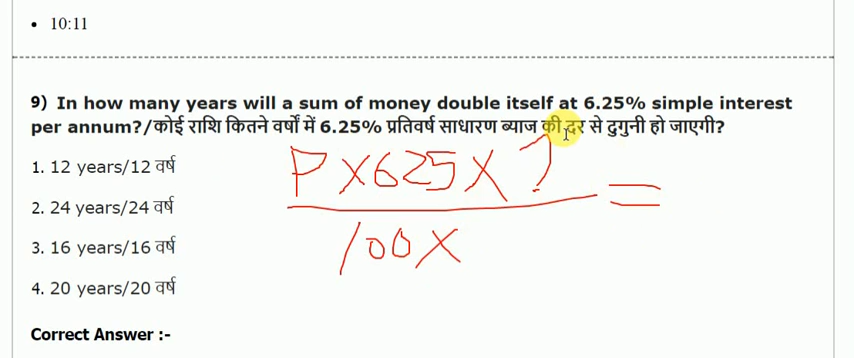 • 10:11
9) In how many years will a sum of money double itself at 6.25% simple interest
per annum?/कोई राशि कितने वर्षों में 6.25% प्रतिवर्ष साधारण ब्याज की दर से दुगुनी हो जाएगी?
1. 12 years/12 वर्ष
2. 24 years/24 वर्ष
3. 16 years/16 वर्ष
4. 20 years/20 वर्ष
P×625×? =
100×
Correct Answer :-